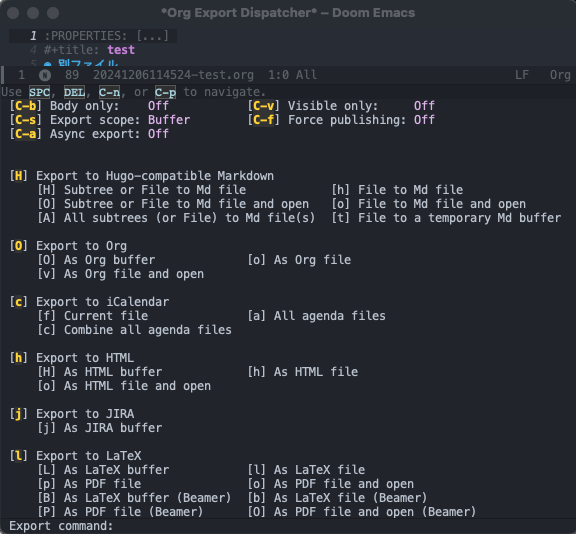 *Org Export Dispatcher* – Doom Emacs
1 :PROPERTIES: [...]
4 #+title: test
5 ● 別ファイル
1 N 89 20241206114524-test.org 1:0 All LF Org
Use SPC, DEL, C-n, or C-p to navigate.
[C-b] Body only: Off [C-v] Visible only: Off
[C-s] Export scope: Buffer [C-f] Force publishing: Off
[C-a] Async export: Off
[H] Export to Hugo-compatible Markdown
[H] Subtree or File to Md file [h] File to Md file
[O] Subtree or File to Md file and open [o] File to Md file and open
[A] All subtrees (or File) to Md file(s) [t] File to a temporary Md buffer
[O] Export to Org
[O] As Org buffer [o] As Org file
[v] As Org file and open
[c] Export to iCalendar
[f] Current file [a] All agenda files
[c] Combine all agenda files
[h] Export to HTML
[H] As HTML buffer [h] As HTML file
[o] As HTML file and open
[j] Export to JIRA
[j] As JIRA buffer
[l] Export to LaTeX
[L] As LaTeX buffer [l] As LaTeX file
[p] As PDF file [o] As PDF file and open
[B] As LaTeX buffer (Beamer) [b] As LaTeX file (Beamer)
[P] As PDF file (Beamer) [O] As PDF file and open (Beamer)
Export command: